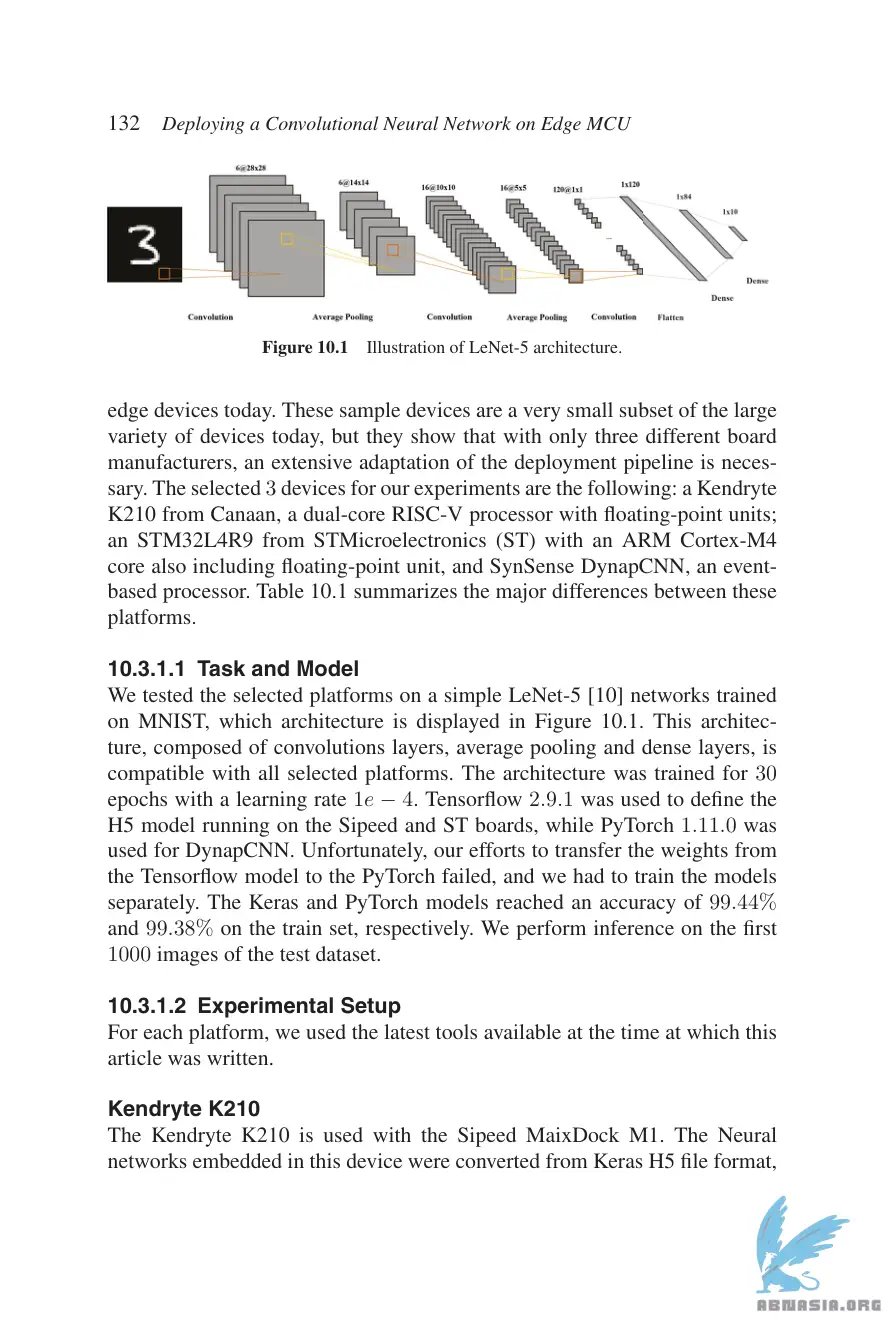 132 Deploying a Convolutional Neural Network on Edge MCU
6@28x28
6@14x14
16@10x10
16@5x5
120@1x1
1x120
1x84
1x10
3
...
Dense
Dense
Convolution Average Pooling Convolution Average Pooling Convolution Flatten
Figure 10.1 Illustration of LeNet-5 architecture.
edge devices today. These sample devices are a very small subset of the large
variety of devices today, but they show that with only three different board
manufacturers, an extensive adaptation of the deployment pipeline is neces-
sary. The selected 3 devices for our experiments are the following: a Kendryte
K210 from Canaan, a dual-core RISC-V processor with floating-point units;
an STM32L4R9 from STMicroelectronics (ST) with an ARM Cortex-M4
core also including floating-point unit, and SynSense DynapCNN, an event-
based processor. Table 10.1 summarizes the major differences between these
platforms.
10.3.1.1 Task and Model
We tested the selected platforms on a simple LeNet-5 [10] networks trained
on MNIST, which architecture is displayed in Figure 10.1. This architec-
ture, composed of convolutions layers, average pooling and dense layers, is
compatible with all selected platforms. The architecture was trained for 30
epochs with a learning rate 1e − 4. Tensorflow 2.9.1 was used to define the
H5 model running on the Sipeed and ST boards, while PyTorch 1.11.0 was
used for DynapCNN. Unfortunately, our efforts to transfer the weights from
the Tensorflow model to the PyTorch failed, and we had to train the models
separately. The Keras and PyTorch models reached an accuracy of 99.44%
and 99.38% on the train set, respectively. We perform inference on the first
1000 images of the test dataset.
10.3.1.2 Experimental Setup
For each platform, we used the latest tools available at the time at which this
article was written.
Kendryte K210
The Kendryte K210 is used with the Sipeed MaixDock M1. The Neural
networks embedded in this device were converted from Keras H5 file format,
ABNASIA.ORG